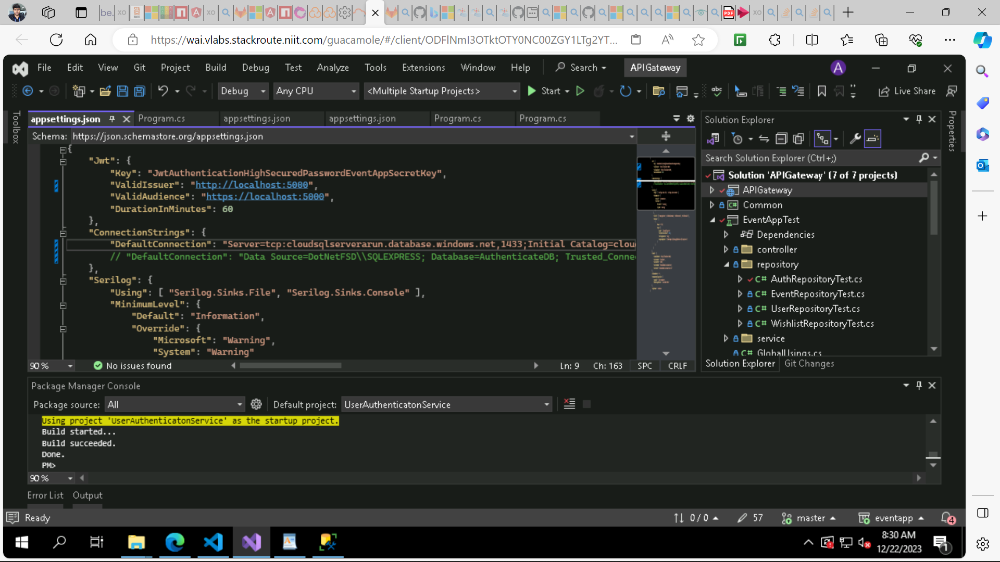 be.
XO
XO
PDF
XO
https://wai.vlabs.stackroute.niit.com/guacamole/#/client/ODFlNmI3OTktOTY0NC00ZGY1LTg2YT...
File Edit View Git Project Build Debug Test Analyze Tools Extensions Window Help Search APIGateway A
Debug Any CPU <Multiple Startup Projects> Start abc Live Share
Toolbox
appsettings.json Program.cs appsettings.json appsettings.json Program.cs Program.cs
Schema: https://json.schemastore.org/appsettings.json
{
"Jwt": {
"Key": "JwtAuthenticationHighSecuredPasswordEventAppSecretKey",
"ValidIssuer": "http://localhost:5000",
"ValidAudience": "https://localhost:5000",
"DurationInMinutes": 60
},
"ConnectionStrings": {
"DefaultConnection": "Server=tcp:cloudsqlserverarun.database.windows.net,1433;Initial Catalog=clou
// "DefaultConnection": "Data Source=DotNetFSD\\SQLEXPRESS; Database=AuthenticateDB; Trusted_Conne
},
"Serilog": {
"Using": [ "Serilog.Sinks.File", "Serilog.Sinks.Console" ],
"MinimumLevel": {
"Default": "Information",
"Override": {
"Microsoft": "Warning",
"System": "Warning"
90 % No issues found Ln: 9 Ch: 163 SPC CRLF
Solution Explorer
Search Solution Explorer (Ctrl+;)
Solution 'APIGateway' (7 of 7 projects)
APIGateway
C# Common
EventAppTest
Dependencies
controller
repository
C# AuthRepositoryTest.cs
C# EventRepositoryTest.cs
C# UserRepositoryTest.cs
C# WishlistRepositoryTest.cs
service
C# GlobalUsings.cs
Solution Explorer Git Changes
Properties
Package Manager Console
Package source: All Default project: UserAuthenticatonService
Using project 'UserAuthenticatonService' as the startup project.
Build started...
Build succeeded.
Done.
PM>
90 %
Error List Output
Ready 0 / 0 57 master eventapp 4
8:30 AM
12/22/2023
1